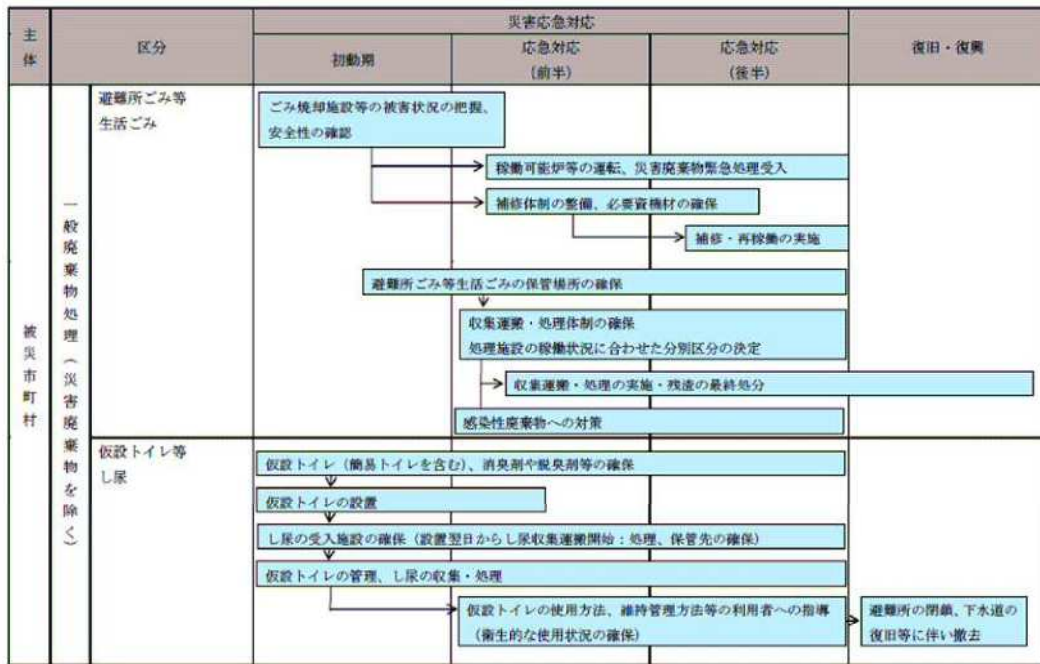 主体
区分
災害応急対応
初動期
応急対応
(前半)
応急対応
(後半)
復旧・復興
被災市町村
一般廃棄物処理(災害廃棄物を除く)
避難所ごみ等
生活ごみ
ごみ焼却施設等の被害状況の把握、
安全性の確認
稼働可能炉等の運転、災害廃棄物緊急処理受入
補修体制の整備、必要資機材の確保
補修・再稼働の実施
避難所ごみ等生活ごみの保管場所の確保
収集運搬・処理体制の確保
処理施設の稼働状況に合わせた分別区分の決定
収集運搬・処理の実施・残渣の最終処分
感染性廃棄物への対策
仮設トイレ等
し尿
仮設トイレ(簡易トイレを含む)、消臭剤や脱臭剤等の確保
仮設トイレの設置
し尿の受入施設の確保(設置翌日からし尿収集運搬開始:処理、保管先の確保)
仮設トイレの管理、し尿の収集・処理
仮設トイレの使用方法、維持管理方法等の利用者への指導
(衛生的な使用状況の確保)
避難所の閉鎖、下水道の
復旧等に伴い撤去